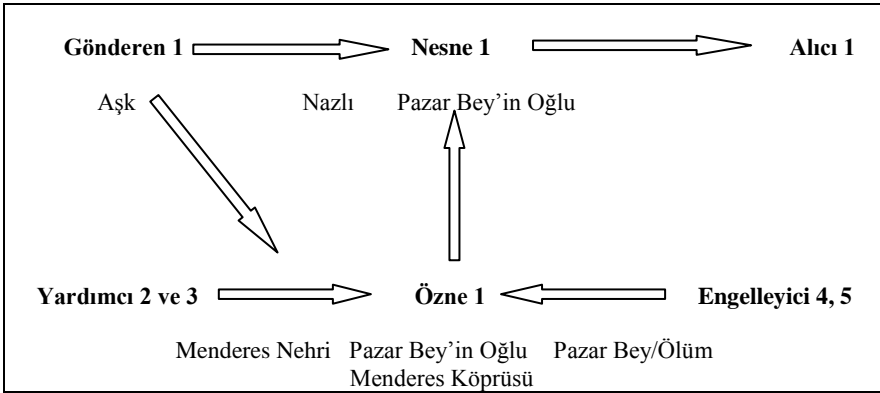 Gönderen 1 Nesne 1 Alıcı 1
Aşk Nazlı Pazar Bey’in Oğlu
Yardımcı 2 ve 3 Özne 1 Engelleyici 4, 5
Menderes Nehri Pazar Bey’in Oğlu Pazar Bey/Ölüm
Menderes Köprüsü